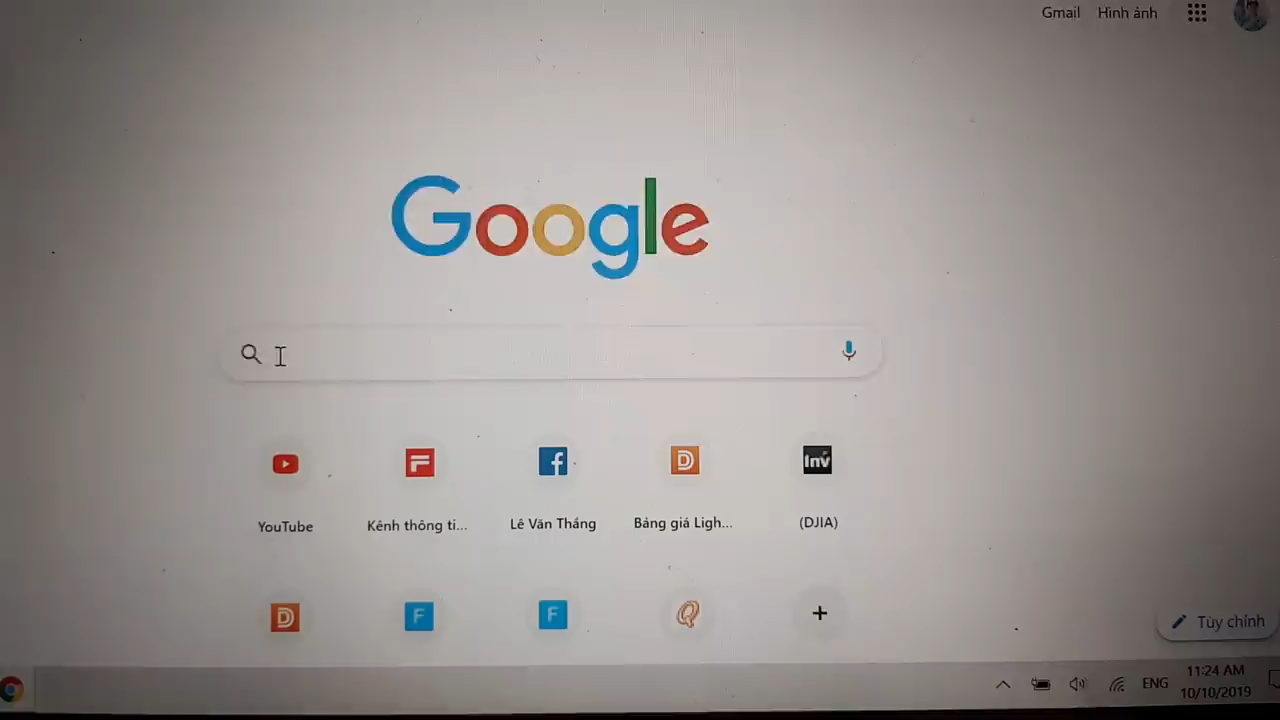 Gmail Hình ảnh
Google
YouTube
Kênh thông ti...
Lê Văn Thắng
Bảng giá Ligh...
Inv
(DJIA)
D
F
F
Q
Tùy chỉnh
ENG
11:24 AM
10/10/2019